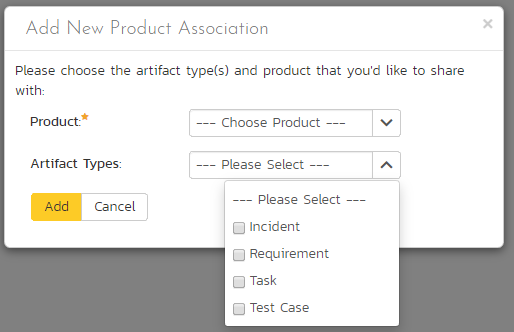 Add New Product Association
×
Please choose the artifact type(s) and product that you'd like to share
with:
Product:*
--- Choose Product ---
Artifact Types:
--- Please Select ---
Add Cancel
--- Please Select ---
Incident
Requirement
Task
Test Case